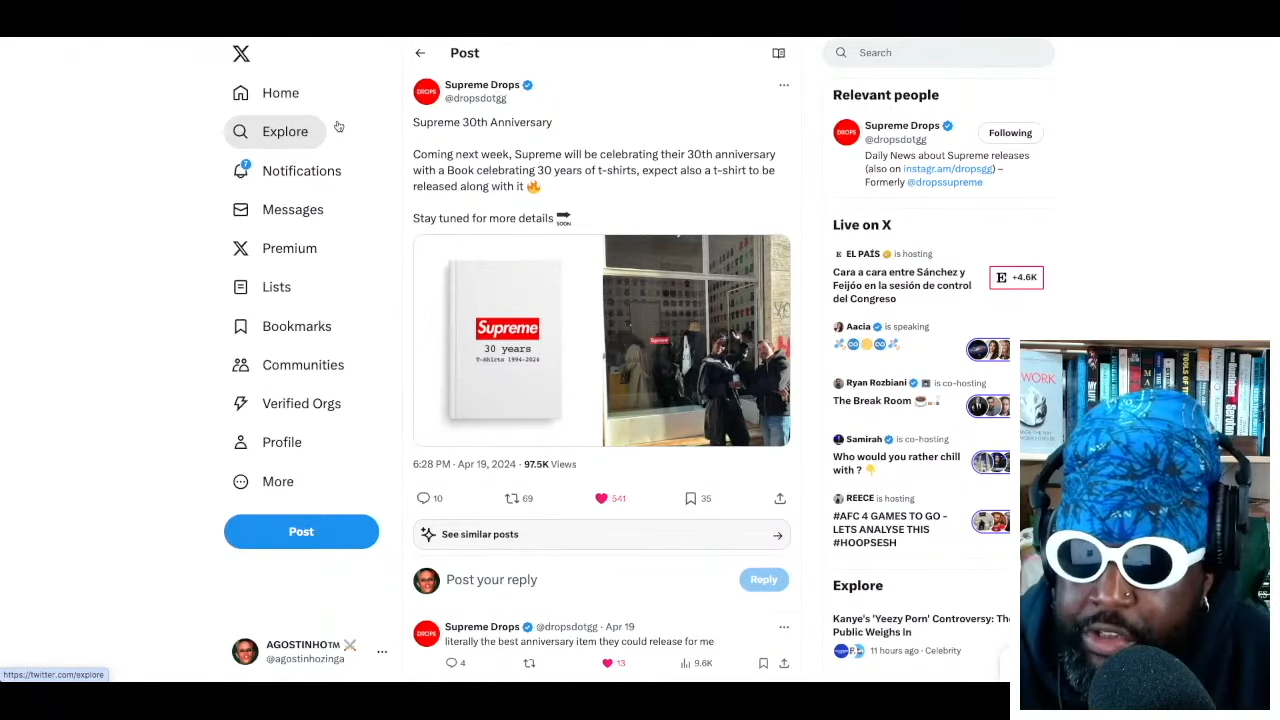 Home
Explore
Notifications
7
Messages
Premium
Lists
Bookmarks
Communities
Verified Orgs
Profile
More
Post
AGOSTINHO™
@agostinhozinga
https://twitter.com/explore
Post
DROPS
Supreme Drops
@dropsdotgg
Supreme 30th Anniversary
Coming next week, Supreme will be celebrating their 30th anniversary
with a Book celebrating 30 years of t-shirts, expect also a t-shirt to be
released along with it
Stay tuned for more details
SOON
Supreme
30 years
T-Shirts 1994-2024
Supreme
6:28 PM · Apr 19, 2024 · 97.5K Views
10 69 541 35
See similar posts
Post your reply
Reply
DROPS
Supreme Drops @dropsdotgg · Apr 19
literally the best anniversary item they could release for me
4 13 9.6K
Search
Relevant people
DROPS
Supreme Drops
@dropsdotgg
Following
Daily News about Supreme releases
(also on instagr.am/dropsgg) –
Formerly @dropssupreme
Live on X
E EL PAÍS is hosting
Cara a cara entre Sánchez y
Feijóo en la sesión de control
del Congreso
E +4.6K
Aacia is speaking
Ryan Rozbiani is co-hosting
The Break Room
Samirah is co-hosting
Who would you rather chill
with ?
REECE is hosting
#AFC 4 GAMES TO GO -
LETS ANALYSE THIS
#HOOPSESH
Explore
Kanye's 'Yeezy Porn' Controversy: The
Public Weighs In
11 hours ago · Celebrity
WORK